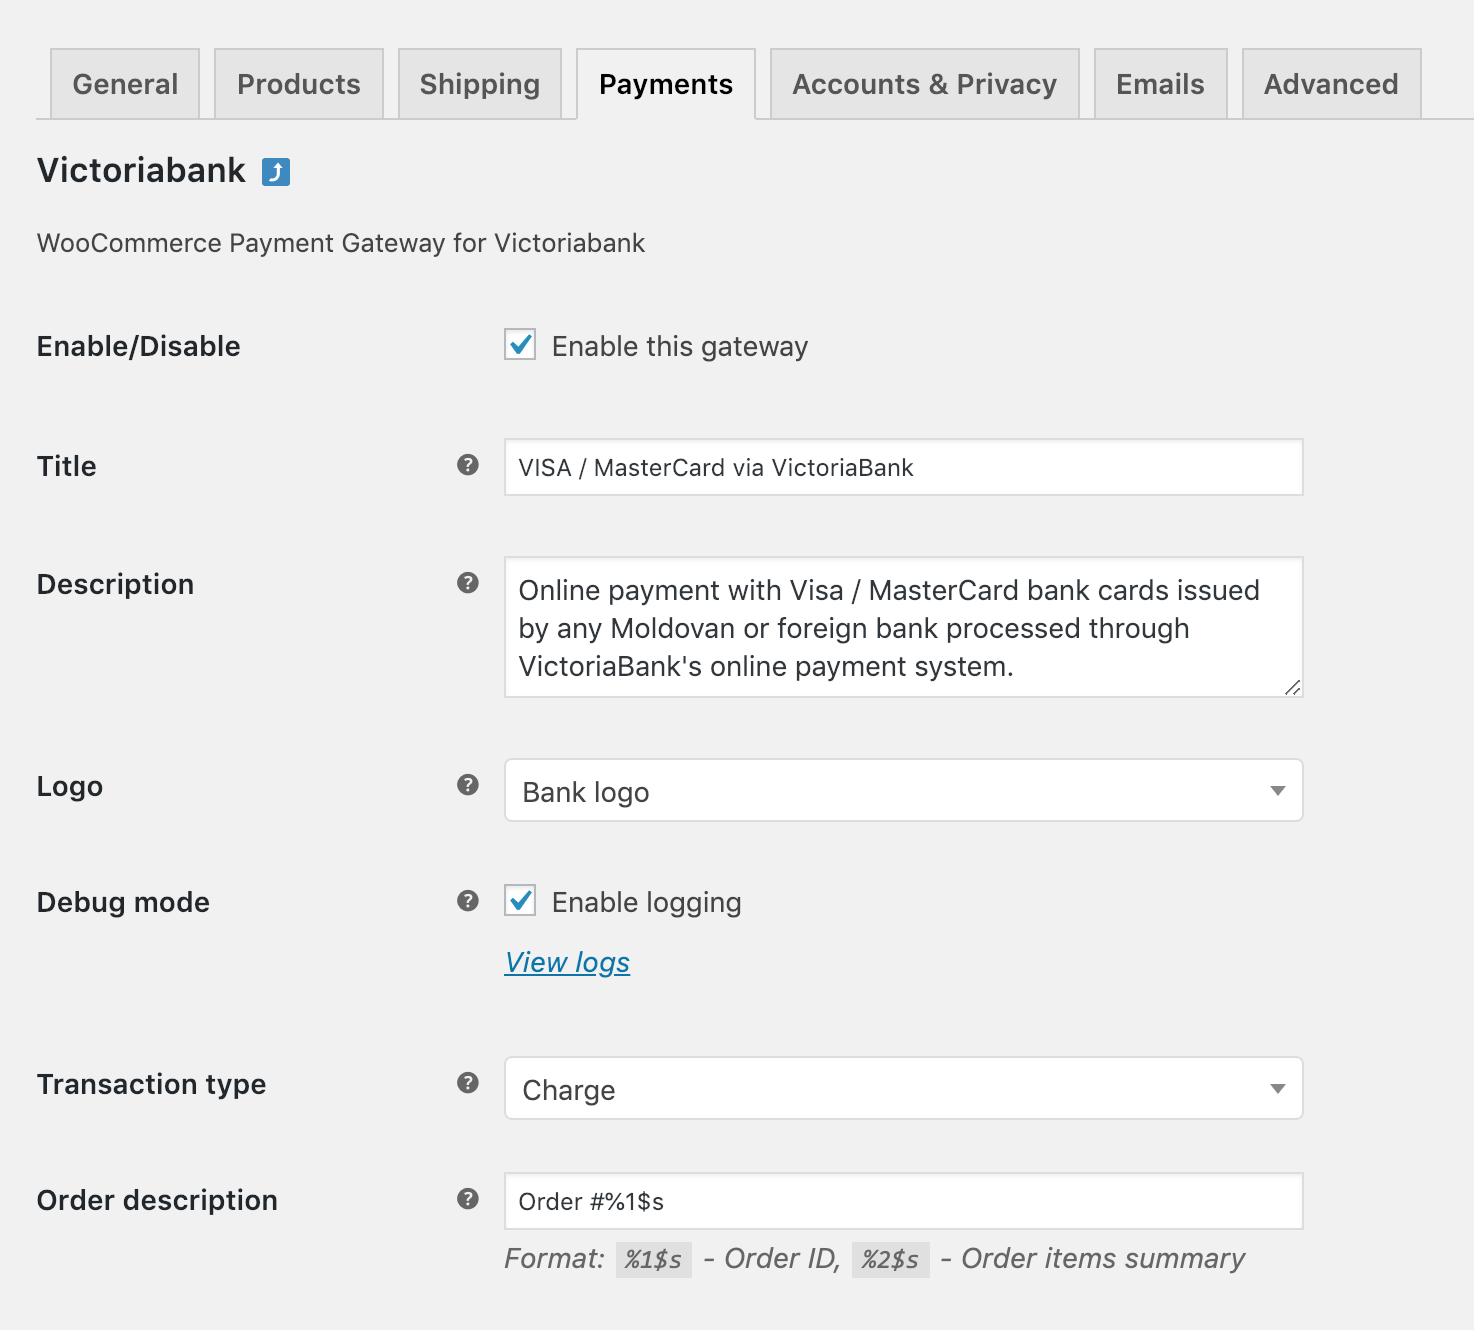 General Products Shipping Payments Accounts & Privacy Emails Advanced
Victoriabank ⤴
WooCommerce Payment Gateway for Victoriabank
Enable/Disable Enable this gateway
Title ? VISA / MasterCard via VictoriaBank
Description ? Online payment with Visa / MasterCard bank cards issued
by any Moldovan or foreign bank processed through
VictoriaBank's online payment system.
Logo ? Bank logo
Debug mode ? Enable logging
View logs
Transaction type ? Charge
Order description ? Order #%1$s
Format: %1$s - Order ID, %2$s - Order items summary